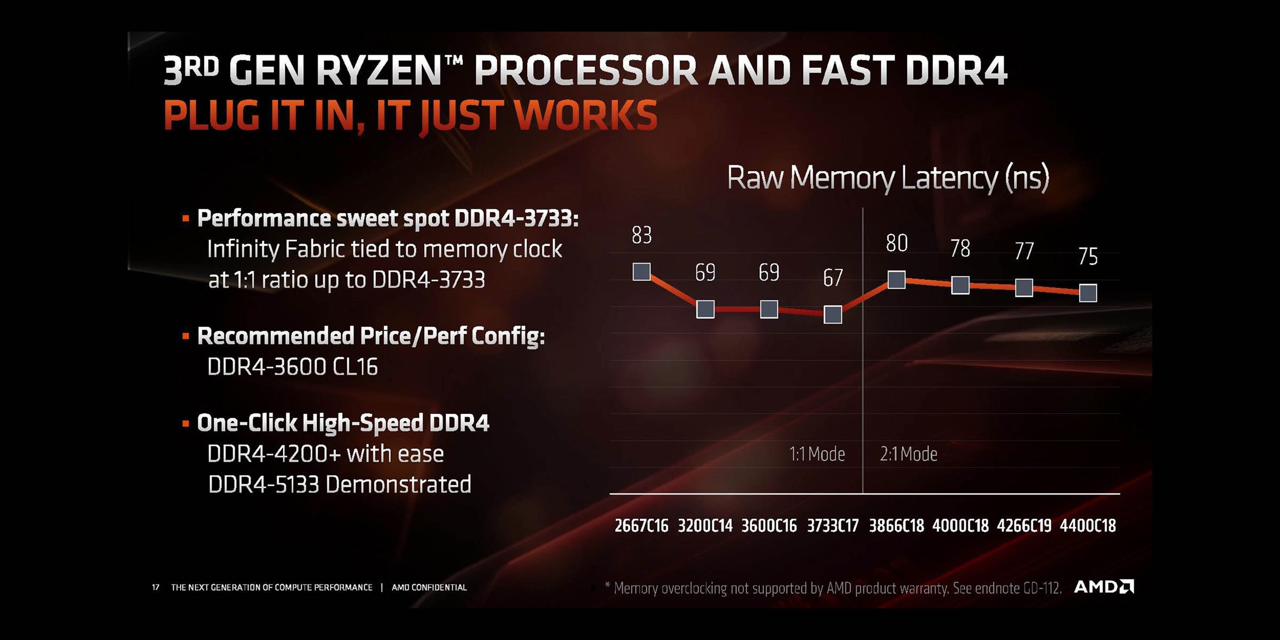 3RD GEN RYZEN™ PROCESSOR AND FAST DDR4
PLUG IT IN, IT JUST WORKS
▪ Performance sweet spot DDR4-3733:
Infinity Fabric tied to memory clock
at 1:1 ratio up to DDR4-3733
▪ Recommended Price/Perf Config:
DDR4-3600 CL16
▪ One-Click High-Speed DDR4
DDR4-4200+ with ease
DDR4-5133 Demonstrated
Raw Memory Latency (ns)
83 69 69 67 80 78 77 75
1:1 Mode 2:1 Mode
2667C16 3200C14 3600C16 3733C17 3866C18 4000C18 4266C19 4400C18
17 THE NEXT GENERATION OF COMPUTE PERFORMANCE | AMD CONFIDENTIAL
* Memory overclocking not supported by AMD product warranty. See endnote GD-112.
AMD